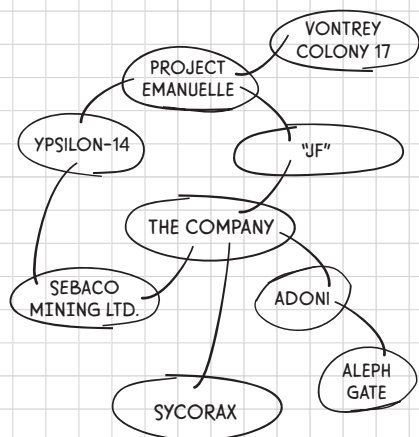 VONTREY
COLONY 17
PROJECT
EMANUELLE
YPSILON-14
"JF"
THE COMPANY
SEBACO
MINING LTD.
ADONI
ALEPH
GATE
SYCORAX